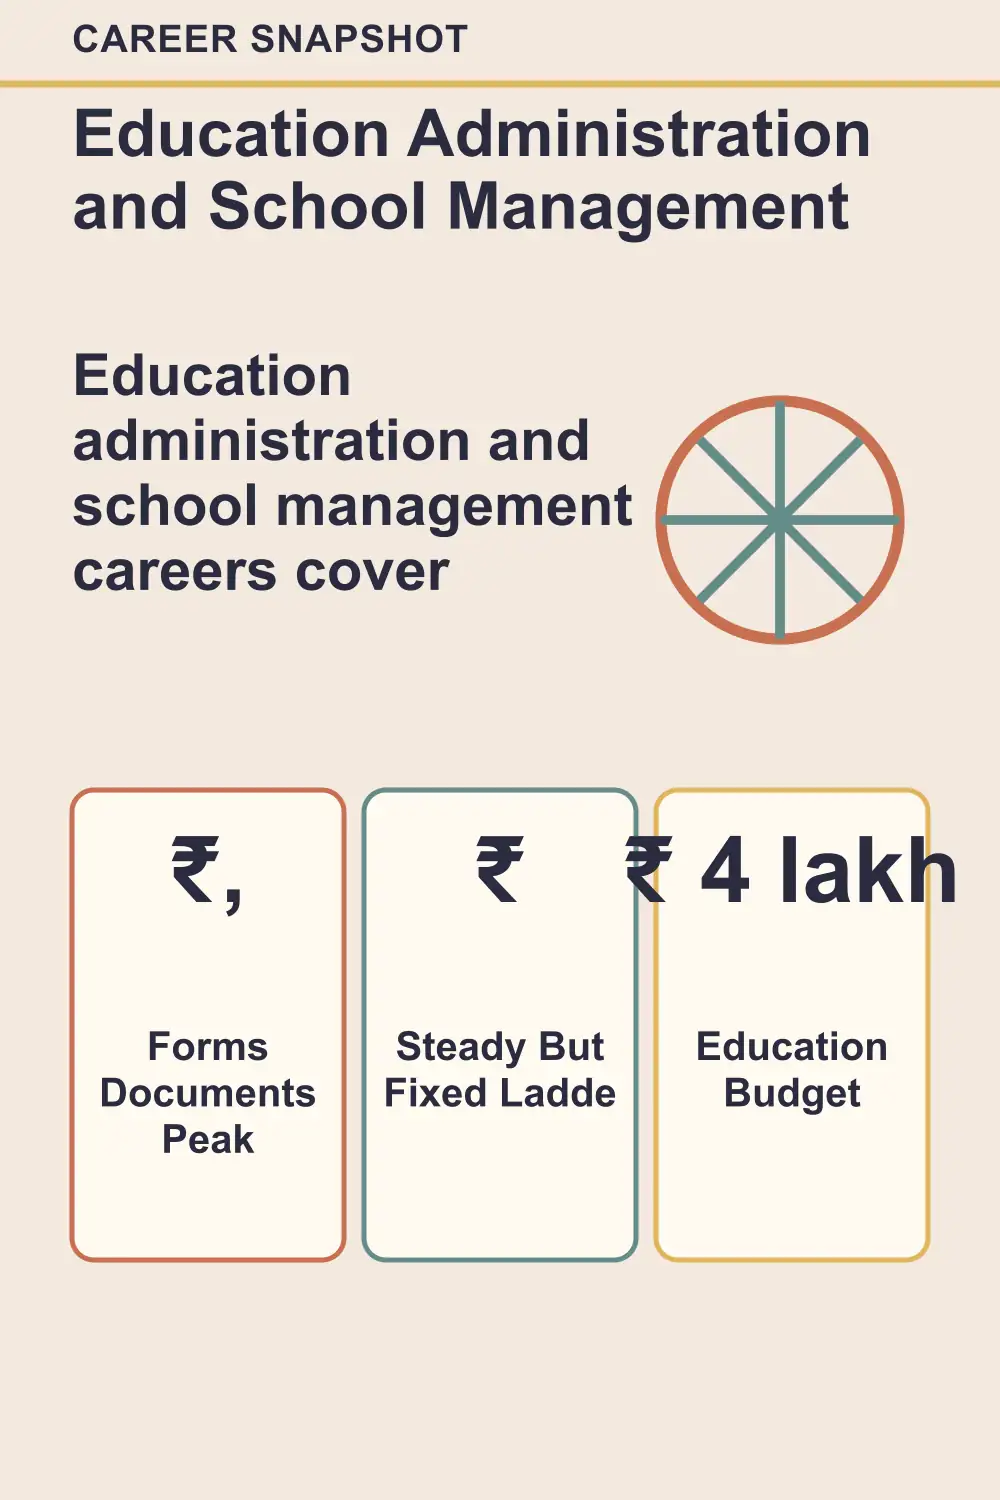 CAREER SNAPSHOT
Education Administration
and School Management
Education
administration and
school management
careers cover
₹,
Forms
Documents
Peak
₹
Steady But
Fixed Ladde
₹ 4 lakh
Education
Budget